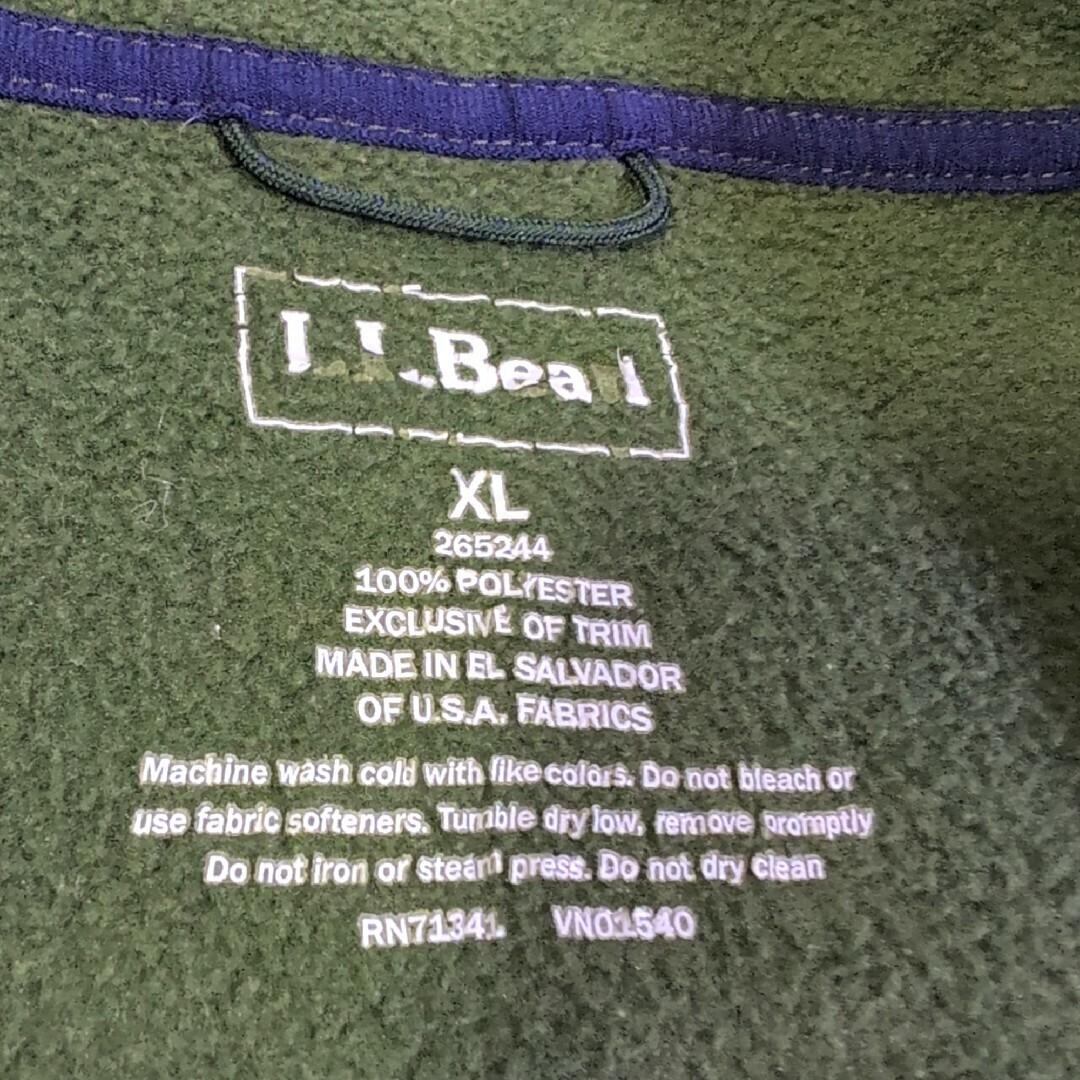 L.L.Bean
XL
265244
100% POLYESTER
EXCLUSIVE OF TRIM
MADE IN EL SALVADOR
OF U.S.A. FABRICS
Machine wash cold with like colors. Do not bleach or
use fabric softeners. Tumble dry low, remove promptly
Do not iron or steam press. Do not dry clean
RN71341 VN01540